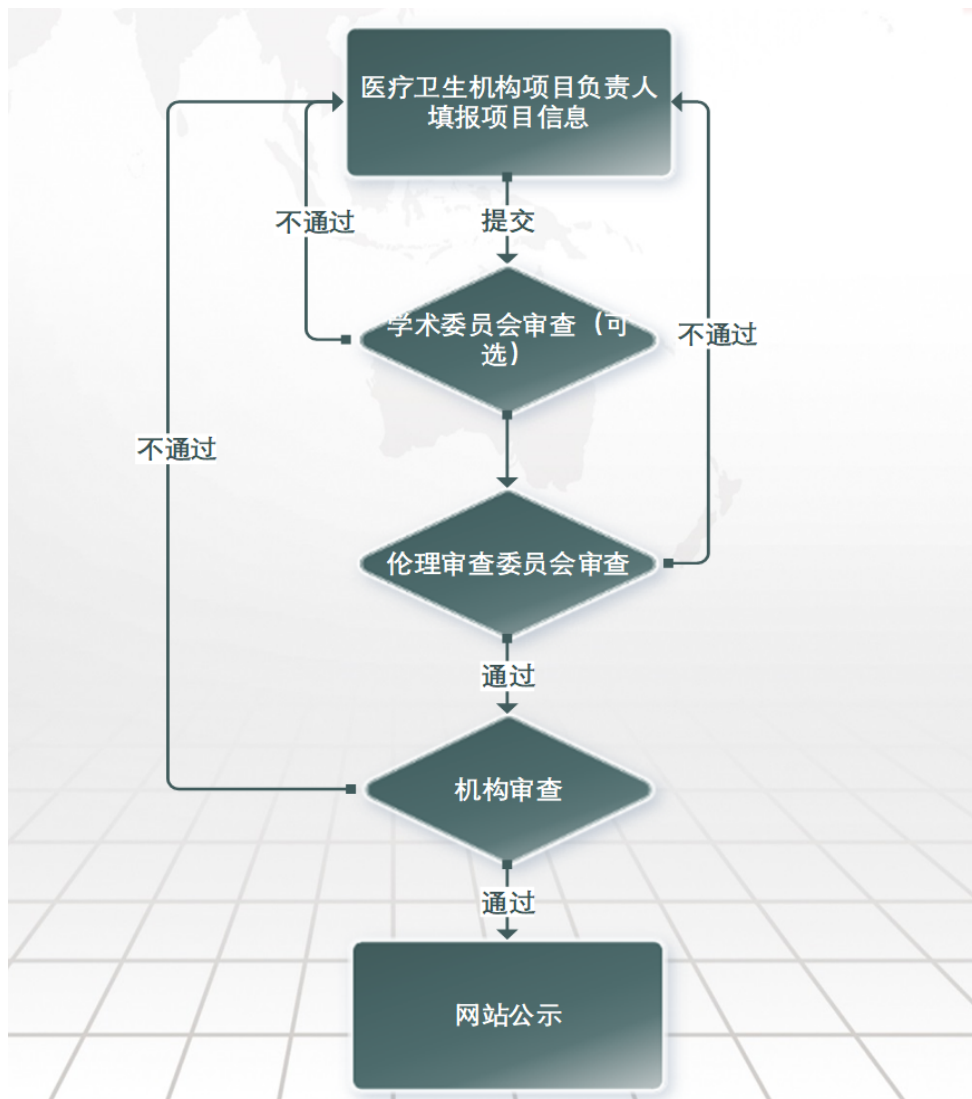 医疗卫生机构项目负责人
填报项目信息
不通过
提交
学术委员会审查（可
选）
不通过
不通过
伦理审查委员会审查
通过
机构审查
通过
网站公示